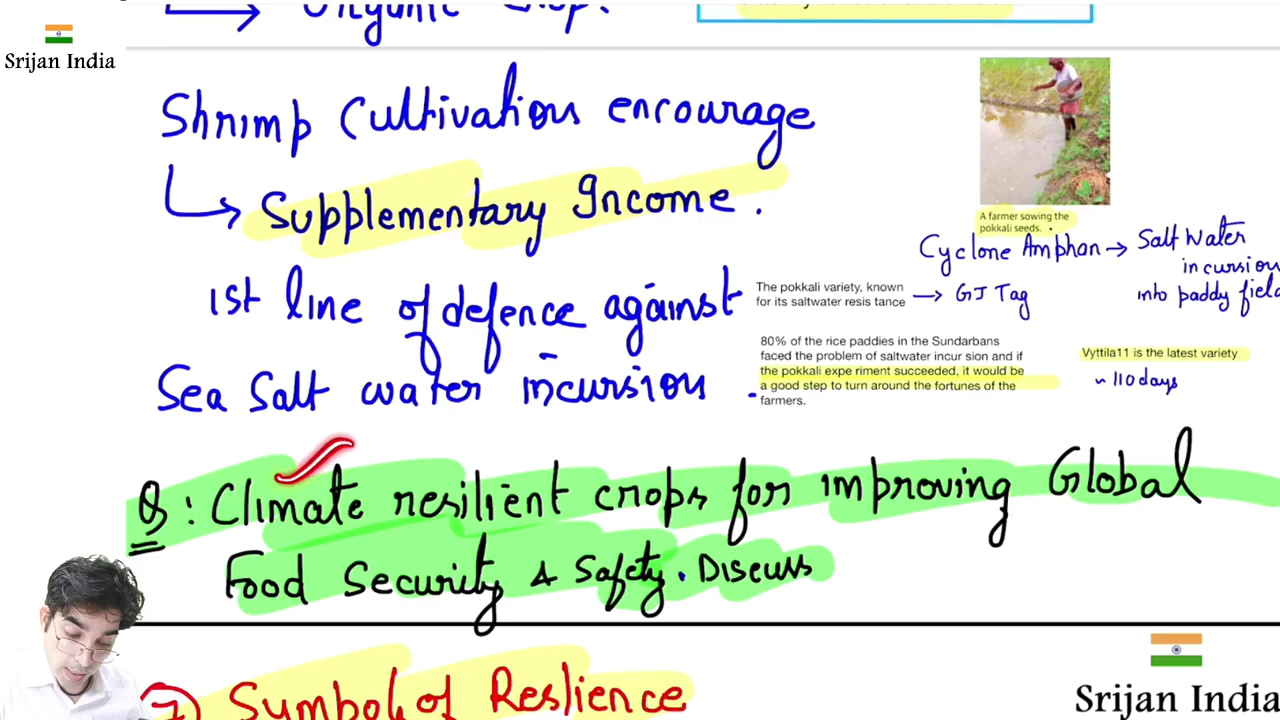 Organic Crop.
Srijan India
Shrimp Cultivations encourage
Supplementary Income.
A farmer sowing the
pokkali seeds.
Cyclone Amphan → Salt Water
incursion
into paddy field
1st line of defence against
The pokkali variety, known
for its saltwater resis tance
→ GI Tag
Sea Salt water incursion.
80% of the rice paddies in the Sundarbans
faced the problem of saltwater incur sion and if
the pokkali expe riment succeeded, it would be
a good step to turn around the fortunes of the
farmers.
Vyttila11 is the latest variety
~ 110 days
Q: Climate resilient crops for improving Global
Food Security & Safety. Discuss
7) Symbol of Reslience
Srijan India